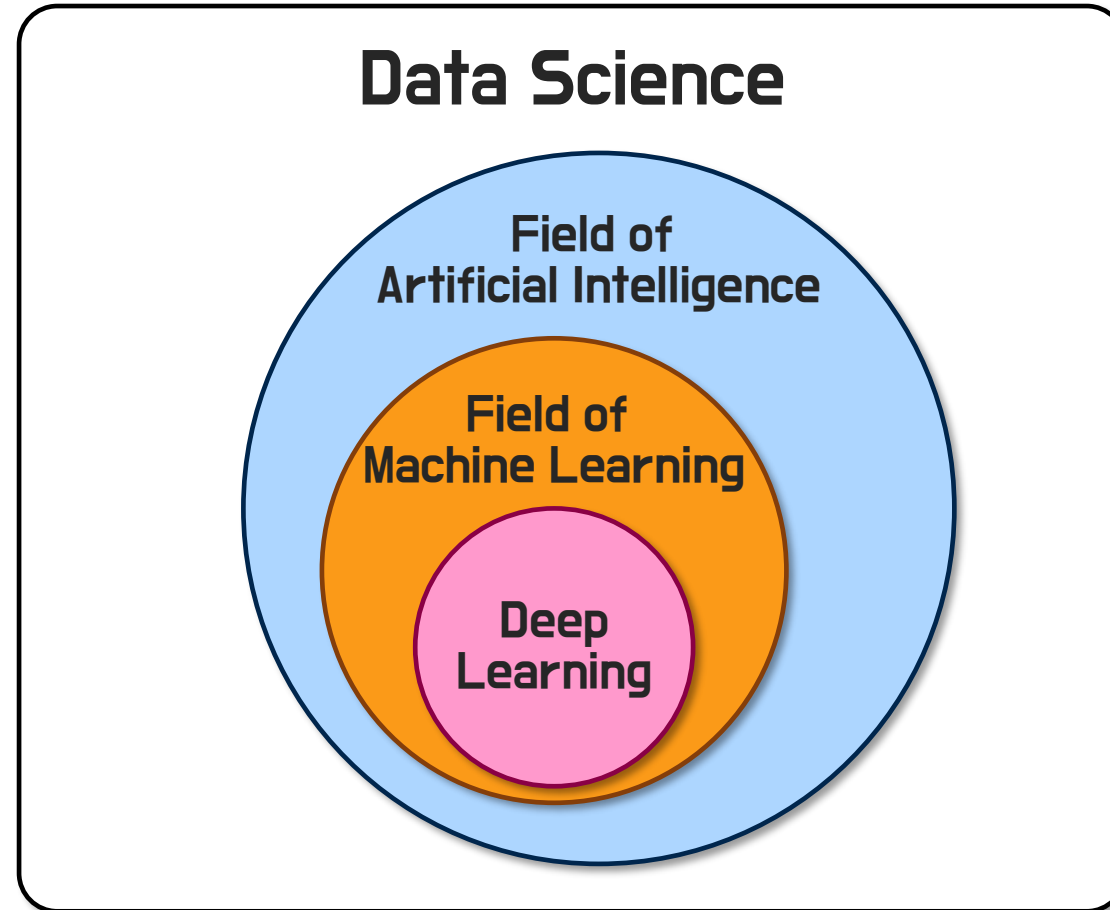 Data Science
Field of
Artificial Intelligence
Field of
Machine Learning
Deep
Learning